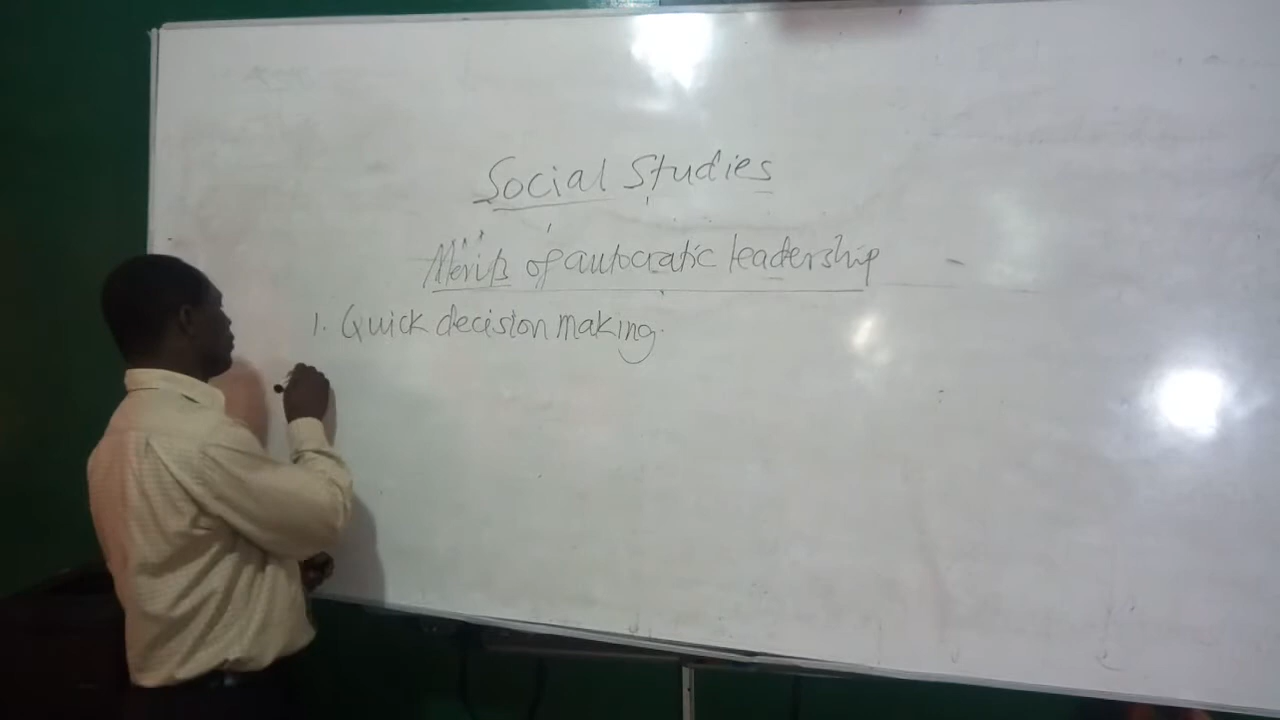 Social Studies
Merits of autocratic leadership
1. Quick decision making.